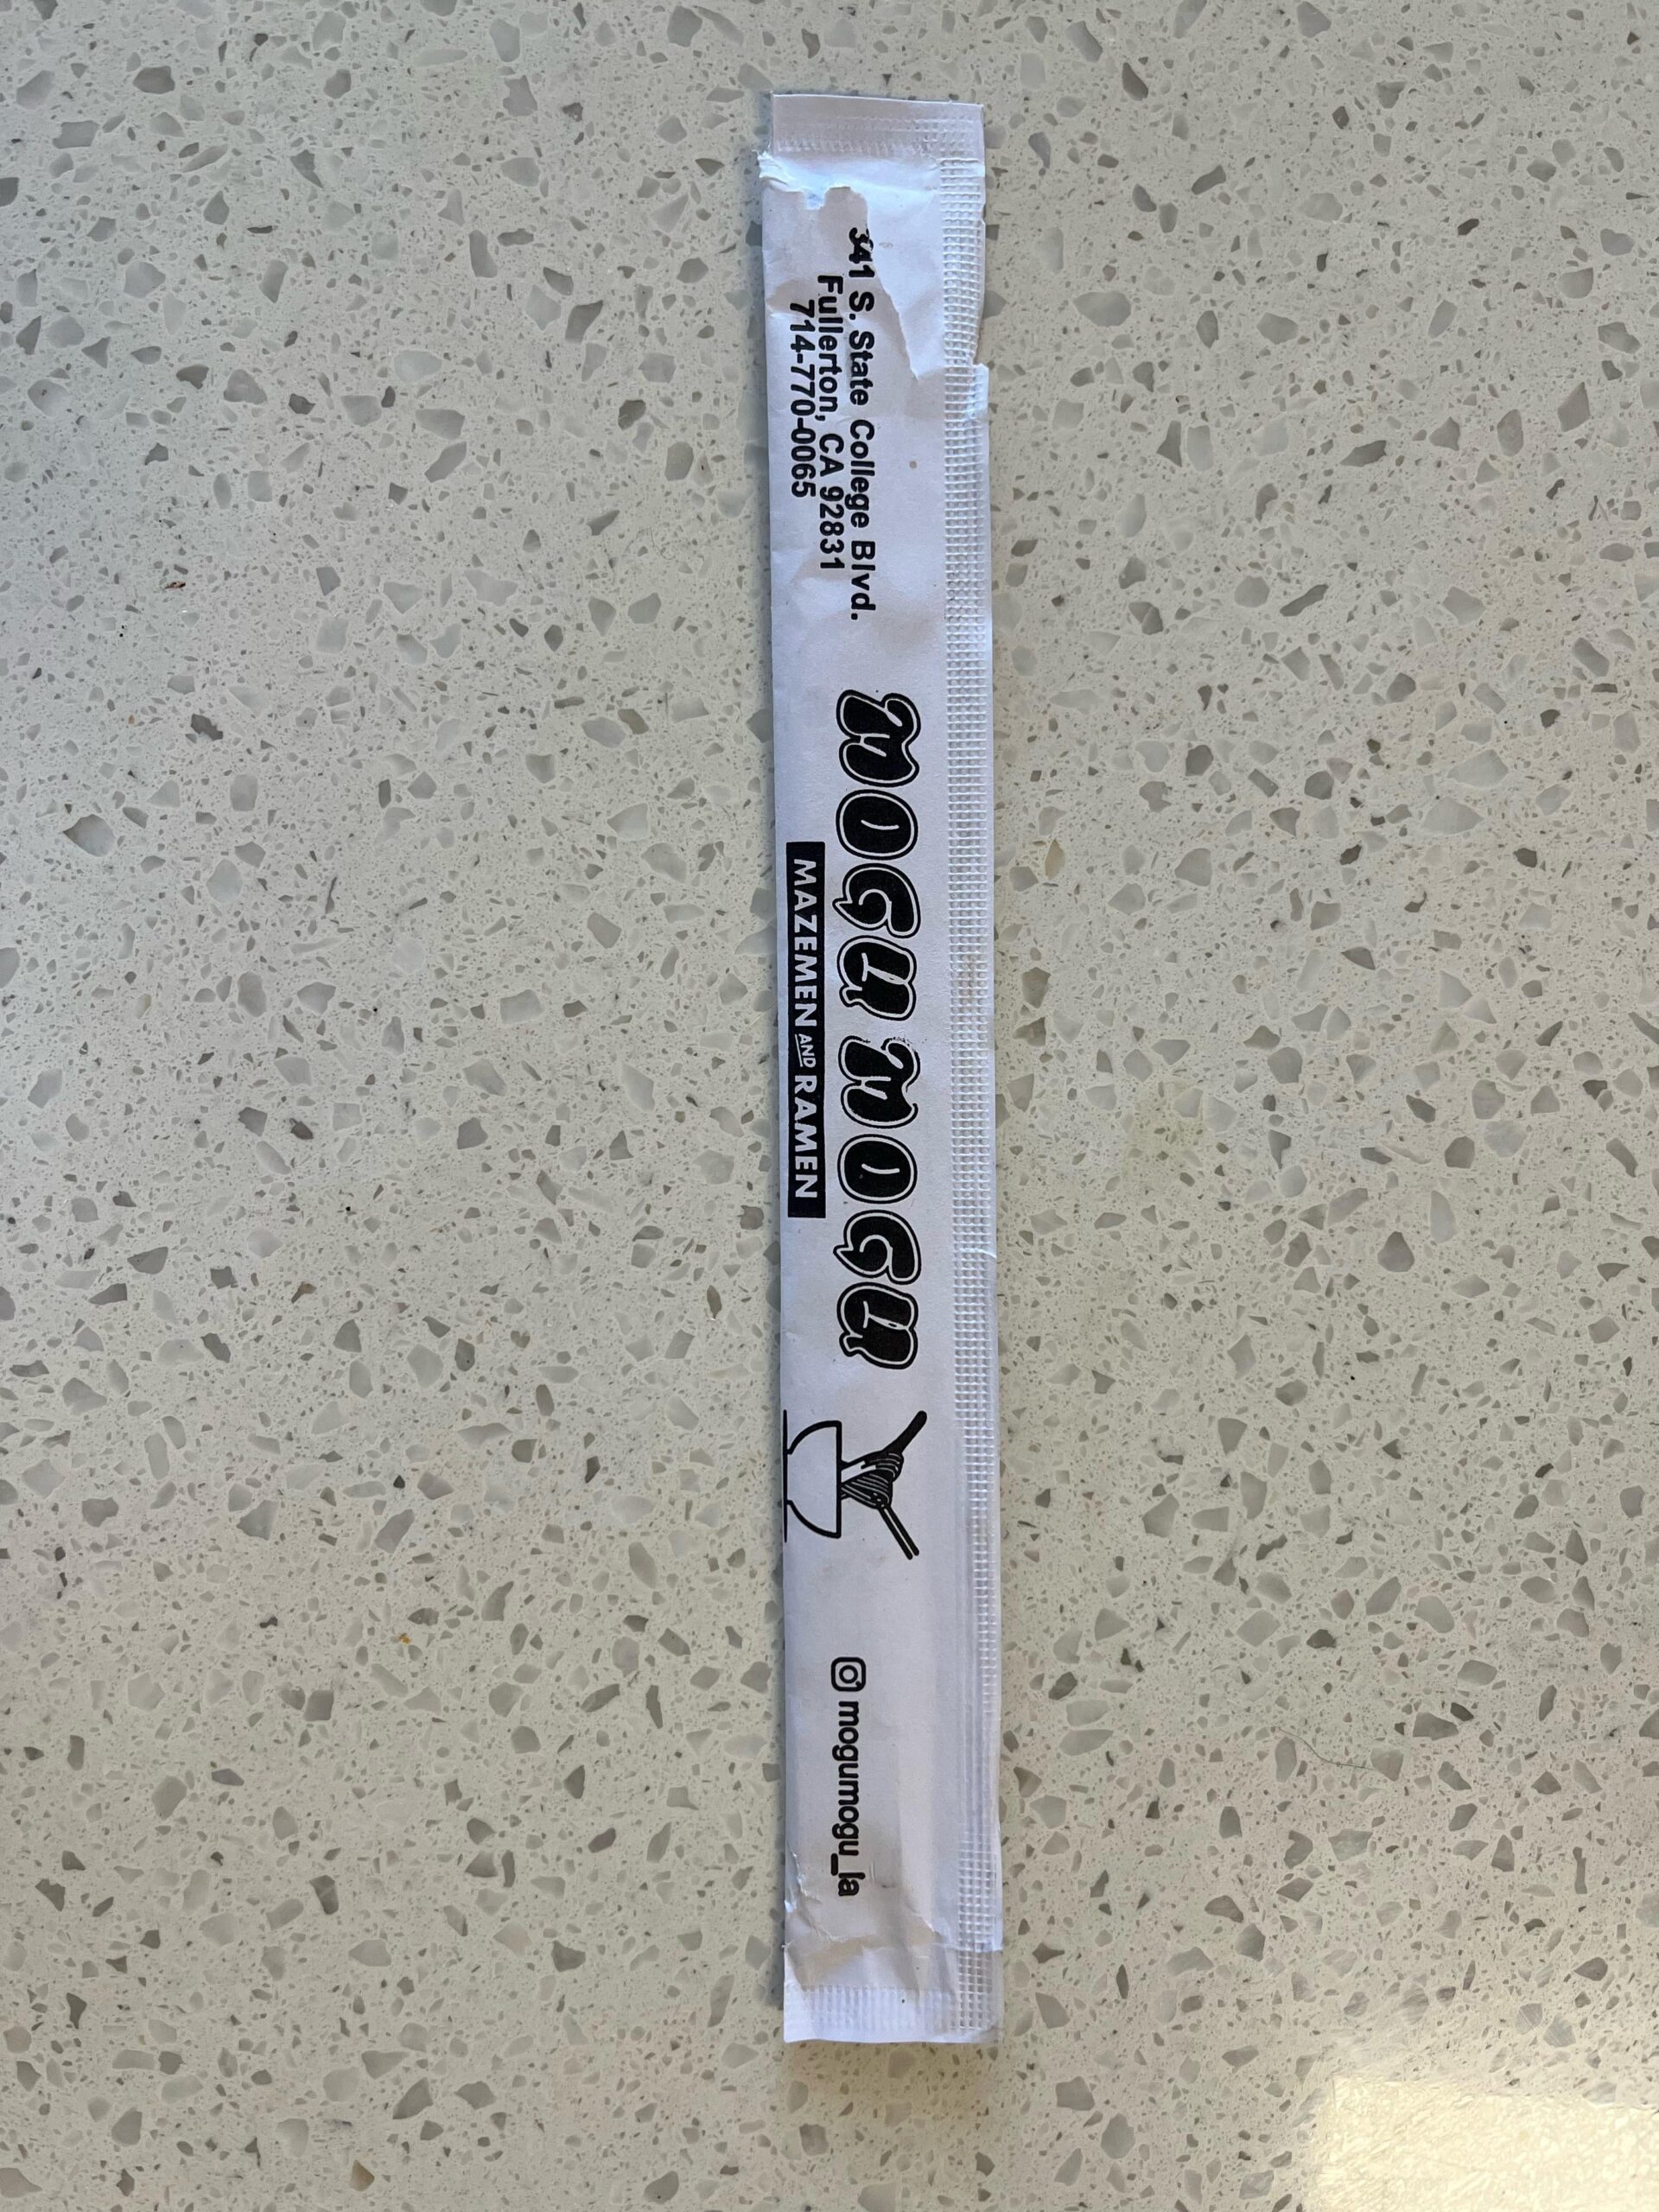 341 S. State College Blvd.
Fullerton, CA 92831
714-770-0065
MOGU MOGU
MAZEMEN AND RAMEN
mogumogu_la